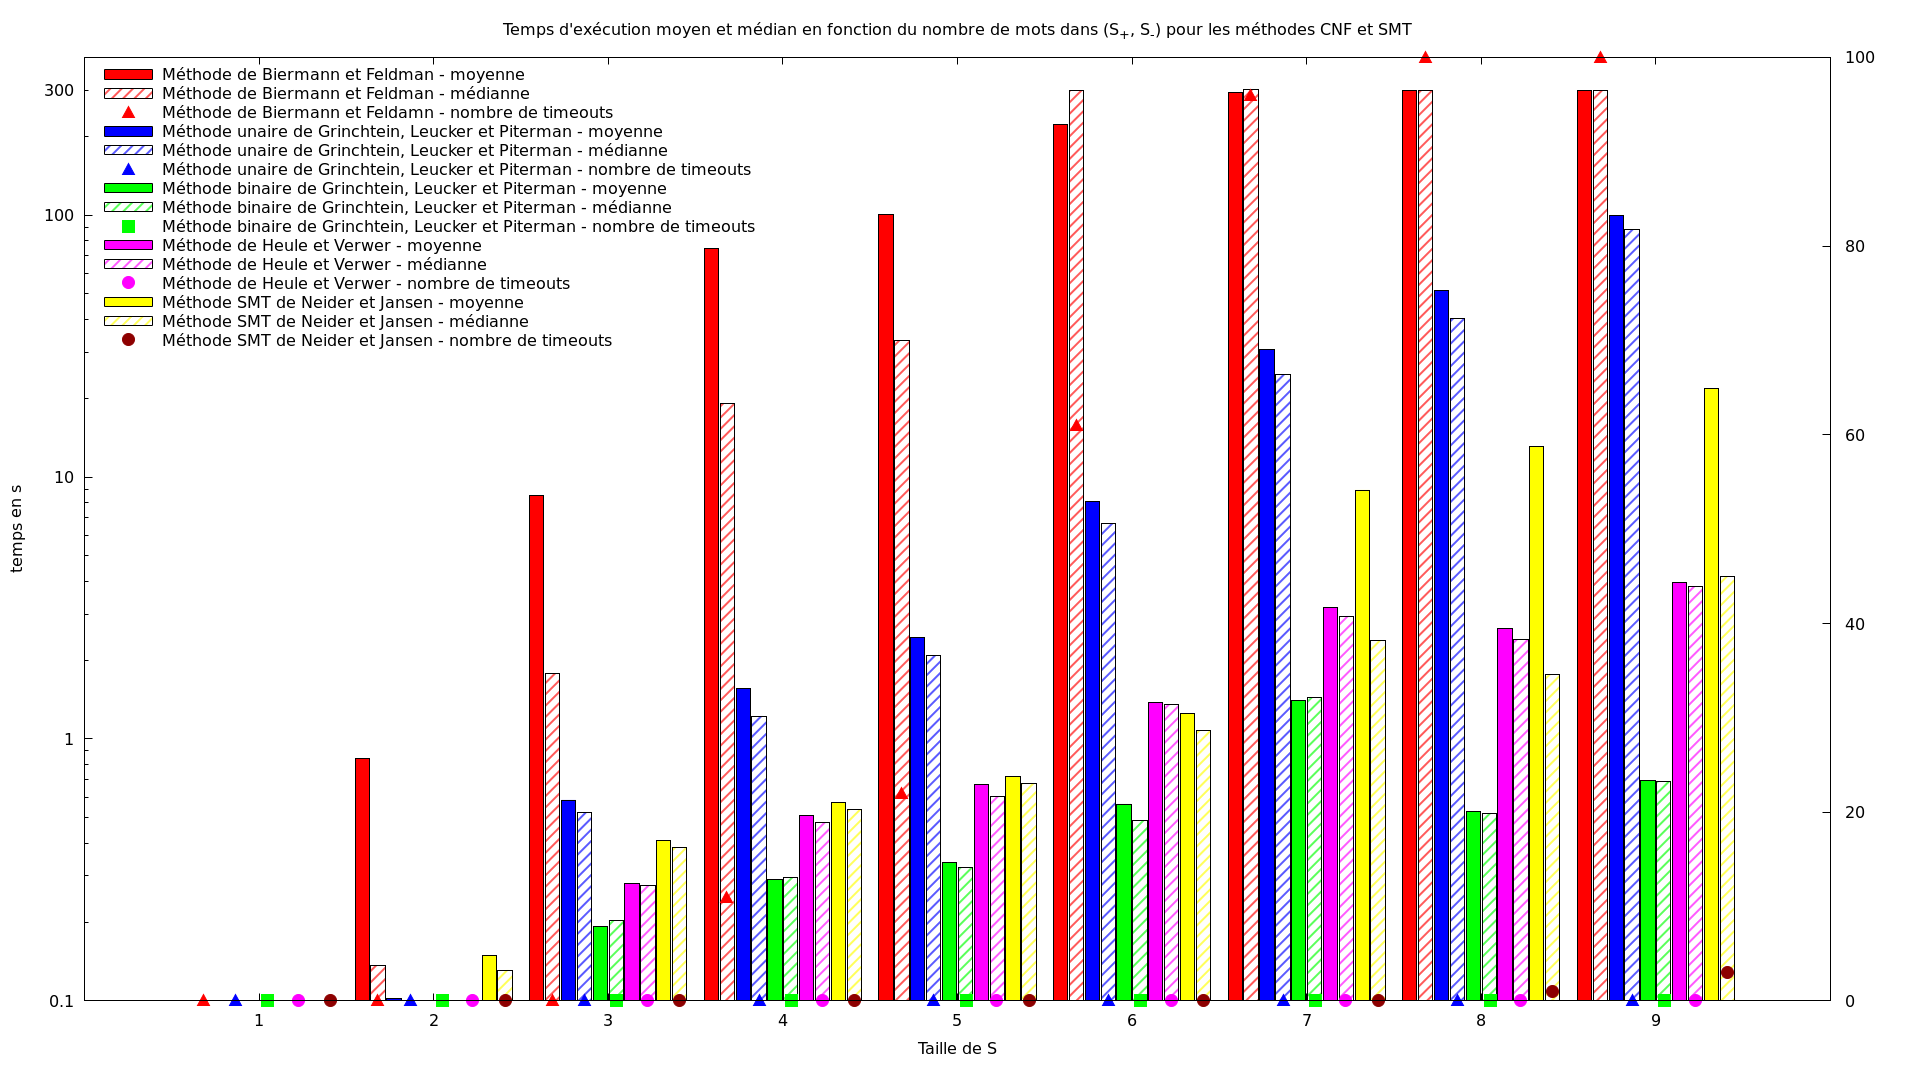 Temps d'exécution moyen et médian en fonction du nombre de mots dans (S+, S-) pour les méthodes CNF et SMT
Méthode de Biermann et Feldman - moyenne
Méthode de Biermann et Feldman - médianne
Méthode de Biermann et Feldamn - nombre de timeouts
Méthode unaire de Grinchtein, Leucker et Piterman - moyenne
Méthode unaire de Grinchtein, Leucker et Piterman - médianne
Méthode unaire de Grinchtein, Leucker et Piterman - nombre de timeouts
Méthode binaire de Grinchtein, Leucker et Piterman - moyenne
Méthode binaire de Grinchtein, Leucker et Piterman - médianne
Méthode binaire de Grinchtein, Leucker et Piterman - nombre de timeouts
Méthode de Heule et Verwer - moyenne
Méthode de Heule et Verwer - médianne
Méthode de Heule et Verwer - nombre de timeouts
Méthode SMT de Neider et Jansen - moyenne
Méthode SMT de Neider et Jansen - médianne
Méthode SMT de Neider et Jansen - nombre de timeouts
temps en s
300
100
10
1
0.1
100
80
60
40
20
0
1 2 3 4 5 6 7 8 9
Taille de S